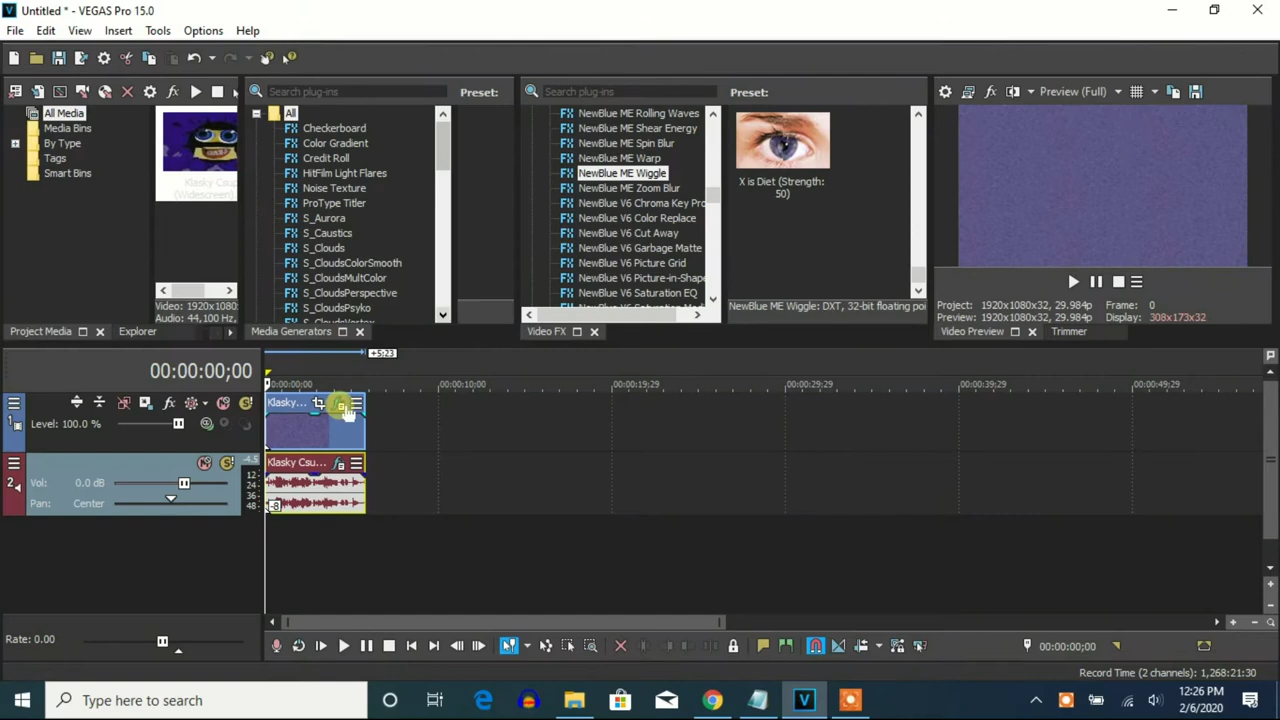 Untitled * - VEGAS Pro 15.0
File Edit View Insert Tools Options Help
All Media
Media Bins
By Type
Tags
Smart Bins
Klasky Csup
(Widescreen)
Video: 1920x1080
Audio: 44,100 Hz,
Project Media
Explorer
Search plug-ins
Preset:
All
Checkerboard
Color Gradient
Credit Roll
HitFilm Light Flares
Noise Texture
ProType Titler
S_Aurora
S_Caustics
S_Clouds
S_CloudsColorSmooth
S_CloudsMultColor
S_CloudsPerspective
S_CloudsPsyko
S_CloudsVortex
Media Generators
Search plug-ins
Preset:
NewBlue ME Rolling Waves
NewBlue ME Shear Energy
NewBlue ME Spin Blur
NewBlue ME Warp
NewBlue ME Wiggle
NewBlue ME Zoom Blur
NewBlue V6 Chroma Key Pro
NewBlue V6 Color Replace
NewBlue V6 Cut Away
NewBlue V6 Garbage Matte
NewBlue V6 Picture Grid
NewBlue V6 Picture-in-Shape
NewBlue V6 Saturation EQ
NewBlue V6 Horizontal
X is Diet (Strength:
50)
NewBlue ME Wiggle: DXT, 32-bit floating poi
Video FX
Preview (Full)
Project: 1920x1080x32, 29.984p
Preview: 1920x1080x32, 29.984p
Frame: 0
Display: 308x173x32
Video Preview
Trimmer
00:00:00;00
+5:23
00:00:00 00:00:10;00 00:00:19;29 00:00:29;29 00:00:39;29 00:00:49;29
1
Level: 100.0 %
Klasky...
2
Vol: 0.0 dB
Pan: Center
-4.5
12
24
36
48
Klasky Csu...
-8
Rate: 0.00
00:00:00;00
Record Time (2 channels): 1,268:21:30
Type here to search
12:26 PM
2/6/2020